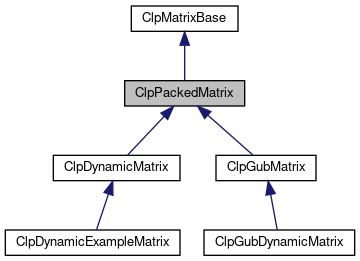 ClpMatrixBase
ClpPackedMatrix
ClpDynamicMatrix
ClpGubMatrix
ClpDynamicExampleMatrix
ClpGubDynamicMatrix